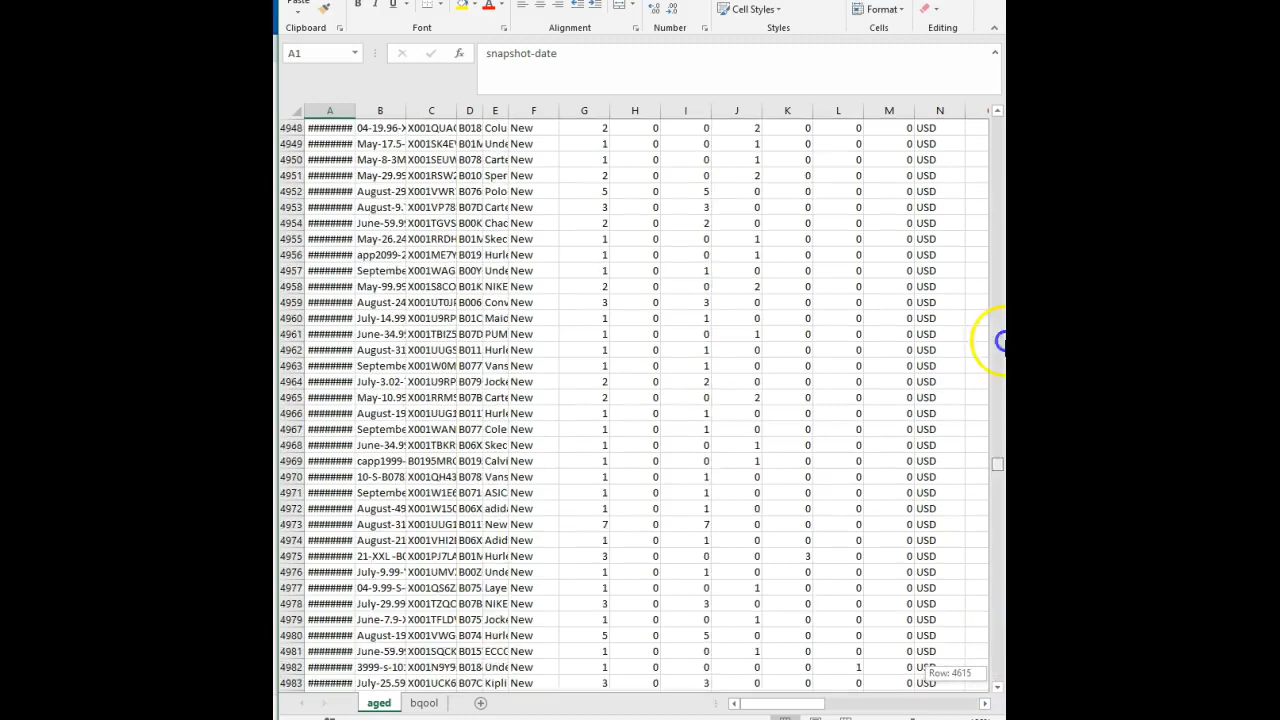 Paste
B I U A
Cell Styles
Format
Clipboard Font Alignment Number Styles Cells Editing
A1 fx snapshot-date
A B C D E F G H I J K L M N
4948 ######## 04-19.96-X X001QUA B018 Colu New 2 0 0 2 0 0 0 USD
4949 ######## May-17.5- X001SK4E B01M Unde New 1 0 0 1 0 0 0 USD
4950 ######## May-8-3M X001SEUW B078 Carte New 1 0 0 1 0 0 0 USD
4951 ######## May-29.99 X001RSW2 B010 Sper New 2 0 0 2 0 0 0 USD
4952 ######## August-29 X001VWR B076 Polo New 5 0 5 0 0 0 0 USD
4953 ######## August-9. X001VP78 B07D Carte New 3 0 3 0 0 0 0 USD
4954 ######## June-59.99 X001TGVS B00K Chac New 2 0 2 0 0 0 0 USD
4955 ######## May-26.24 X001RRDH B01M Skec New 1 0 0 1 0 0 0 USD
4956 ######## app2099-2 X001ME7Y B019 Hurle New 1 0 0 1 0 0 0 USD
4957 ######## Septembe X001WAG B00Y Unde New 1 0 1 0 0 0 0 USD
4958 ######## May-99.99 X001S8CO B01K NIKE New 2 0 0 2 0 0 0 USD
4959 ######## August-24 X001UT0JF B006 Conv New 3 0 3 0 0 0 0 USD
4960 ######## July-14.99 X001U9RP B01C Maid New 1 0 1 0 0 0 0 USD
4961 ######## June-34.99 X001TBIZ5 B07D PUM New 1 0 0 1 0 0 0 USD
4962 ######## August-31 X001UUGS B011 Hurle New 1 0 1 0 0 0 0 USD
4963 ######## Septembe X001W0M B077 Vans New 1 0 1 0 0 0 0 USD
4964 ######## July-3.02- X001U9RP B079 Jocke New 2 0 2 0 0 0 0 USD
4965 ######## May-10.99 X001RRMS B07B Carte New 2 0 0 2 0 0 0 USD
4966 ######## August-19 X001UUG1 B011 Hurle New 1 0 1 0 0 0 0 USD
4967 ######## Septembe X001WAN B077 Cole New 1 0 1 0 0 0 0 USD
4968 ######## June-34.99 X001TBKR B06X Skec New 1 0 0 1 0 0 0 USD
4969 ######## capp1999- B0195MRC B019 Calvi New 1 0 0 1 0 0 0 USD
4970 ######## 10-S-B078 X001QH43 B078 Vans New 1 0 1 0 0 0 0 USD
4971 ######## Septembe X001W1E6 B071 ASIC New 1 0 1 0 0 0 0 USD
4972 ######## August-49 X001W150 B06X adida New 1 0 1 0 0 0 0 USD
4973 ######## August-31 X001UUG1 B011 New New 7 0 7 0 0 0 0 USD
4974 ######## August-21 X001VHI2 B06X Adid New 1 0 1 0 0 0 0 USD
4975 ######## 21-XXL -B0 X001PJ7LA B01M Hurle New 3 0 0 0 3 0 0 USD
4976 ######## July-9.99- X001UMV B00Z Unde New 1 0 1 0 0 0 0 USD
4977 ######## 04-9.99-S- X001QS6Z B075 Laye New 1 0 0 1 0 0 0 USD
4978 ######## July-29.99 X001TZQC B07B NIKE New 3 0 3 0 0 0 0 USD
4979 ######## June-7.9-X X001TFLD B075 Jocke New 1 0 0 1 0 0 0 USD
4980 ######## August-19 X001VWG B074 Hurle New 5 0 5 0 0 0 0 USD
4981 ######## June-59.99 X001SQCK B015 ECCO New 1 0 0 1 0 0 0 USD
4982 ######## 3999-s-10 X001N9Y9 B018 Unde New 1 0 0 0 0 1 0 USD
4983 ######## July-25.59 X001UCK6 B07C Kipli New 3 0 3 0 0 0 0 USD
Row: 4615
aged bqool